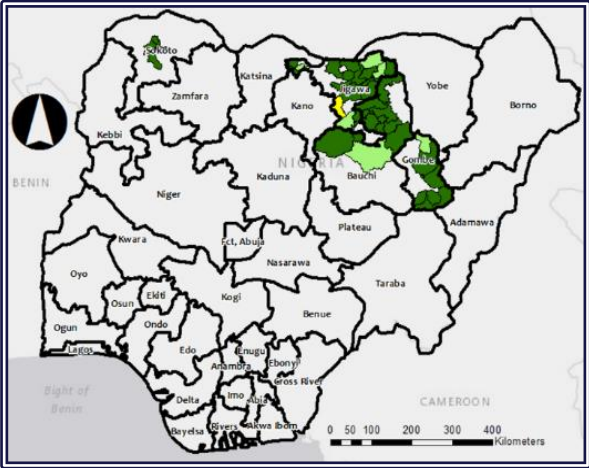 Sokoto
Katsina
Jigawa
Yobe
Borno
Zamfara
Kano
Kebbi
BENIN
NIGERIA
Gombe
Bauchi
Kaduna
Niger
Adamawa
Plateau
Kwara
Fct, Abuja
Nasarawa
Taraba
Oyo
Ekiti
Kogi
Osun
Benue
Ogun
Ondo
Lagos
Edo
Enugu
Ebonyi
Anambra
Cross River
Bight of
Benin
Imo
Abia
Delta
CAMEROON
Bayelsa
Rivers
Akwa Ibom
0 50 100 200 300 400
Kilometers